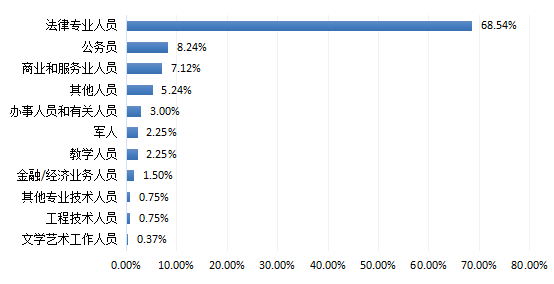 法律专业人员 68.54%
公务员 8.24%
商业和服务业人员 7.12%
其他人员 5.24%
办事人员和有关人员 3.00%
军人 2.25%
教学人员 2.25%
金融/经济业务人员 1.50%
其他专业技术人员 0.75%
工程技术人员 0.75%
文学艺术工作人员 0.37%
0.00% 10.00% 20.00% 30.00% 40.00% 50.00% 60.00% 70.00% 80.00%